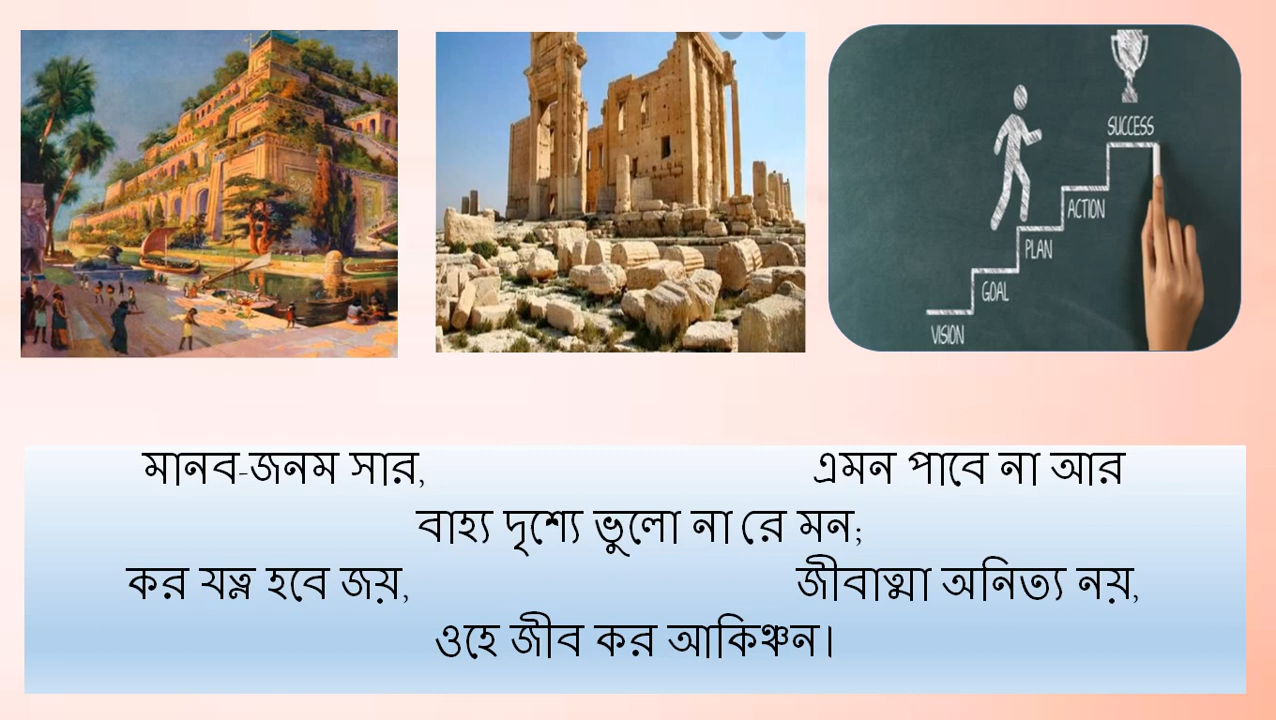 SUCCESS
ACTION
PLAN
GOAL
VISION
মানব-জনম সার, এমন পাবে না আর
বাহ্য দৃশ্যে ভুলো না রে মন;
কর যত্ন হবে জয়, জীবাত্মা অনিত্য নয়,
ওহে জীব কর আকিঞ্চন।